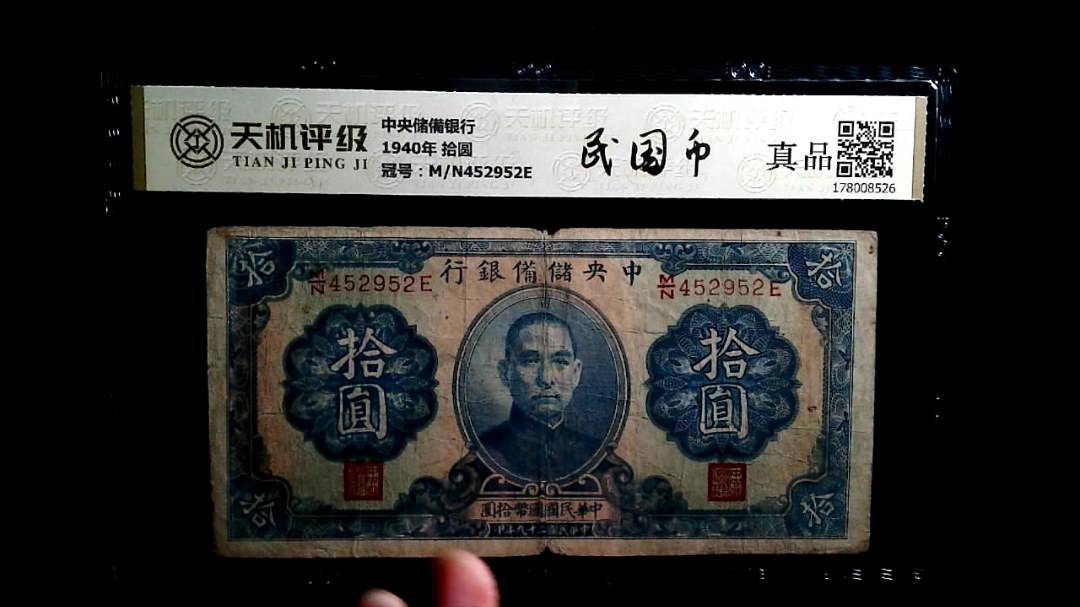 天机评级
TIAN JI PING JI
中央储備银行
1940年 拾圆
冠号：M/N452952E
民国币
真品
178008526
拾
拾
行銀備儲央中
M/N452952E
M/N452952E
拾圓
拾圓
圓拾幣國國民華中
印年九十二國民華中
拾
拾